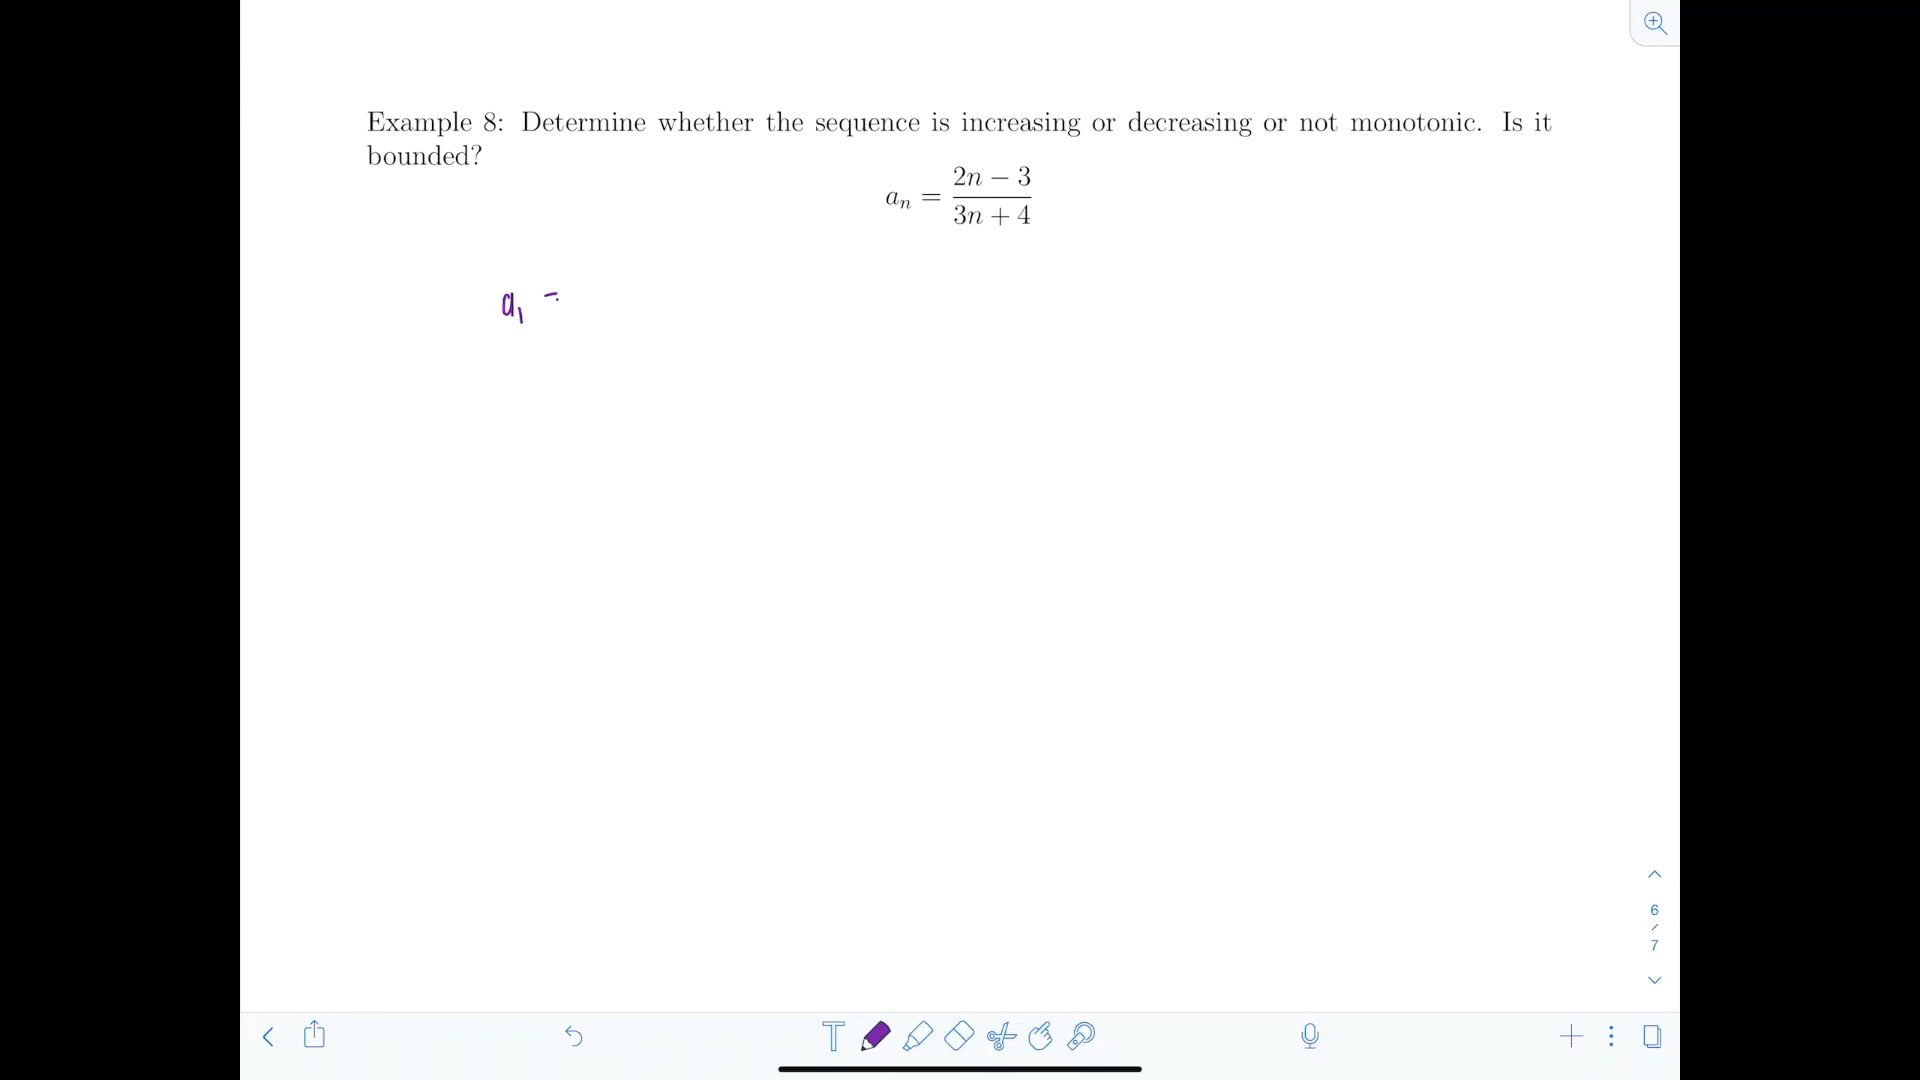 Example 8: Determine whether the sequence is increasing or decreasing or not monotonic. Is it
bounded?
aₙ = (2n − 3)/(3n + 4)
a₁ =
6
/
7
T